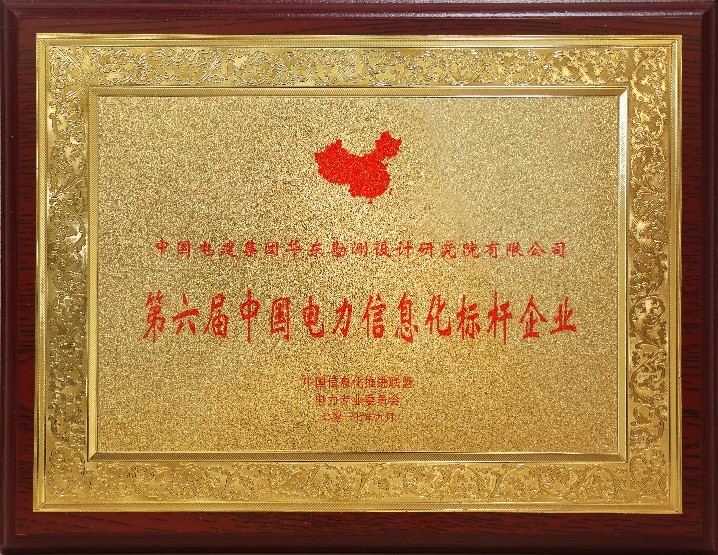 中国电建集团华东勘测设计研究院有限公司
第六届中国电力信息化标杆企业
中国信息化推进联盟
电力专业委员会